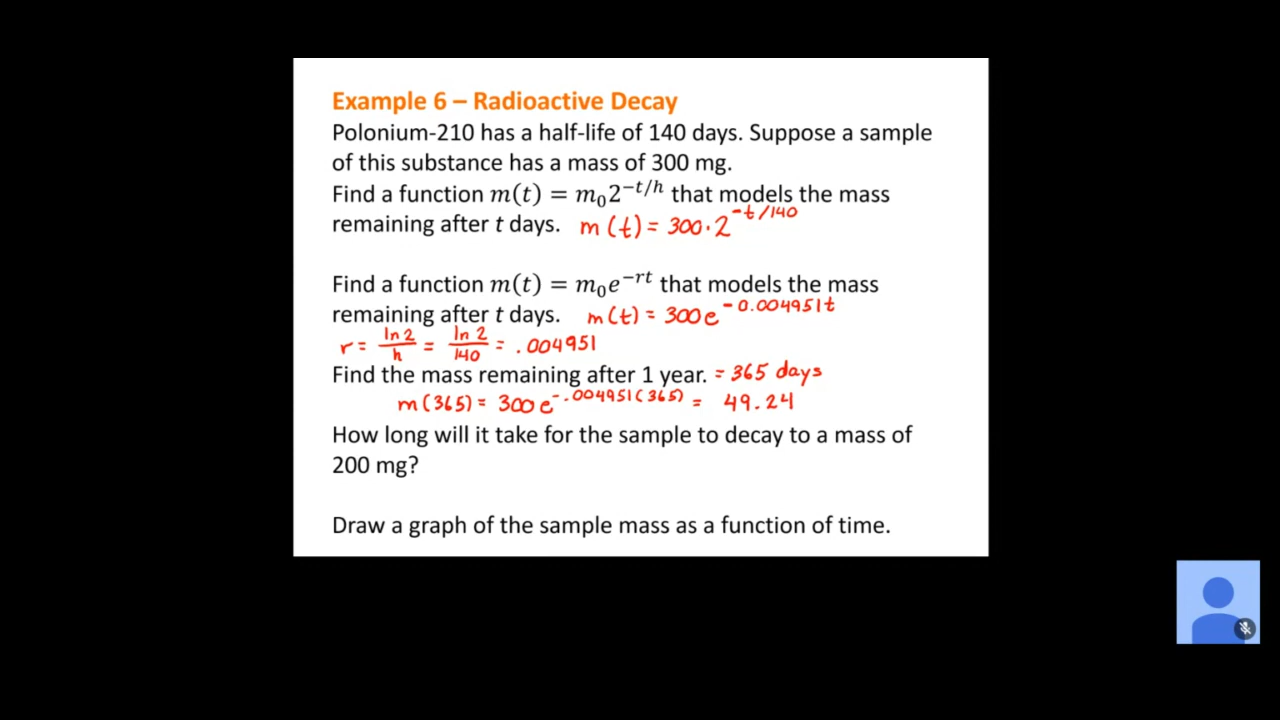 Example 6 – Radioactive Decay
Polonium-210 has a half-life of 140 days. Suppose a sample
of this substance has a mass of 300 mg.
Find a function m(t) = m₀2^(−t/h) that models the mass
remaining after t days. m(t) = 300·2^(-t/140)
Find a function m(t) = m₀e^(−rt) that models the mass
remaining after t days. m(t) = 300e^(-0.004951t)
r = ln2/h = ln2/140 = .004951
Find the mass remaining after 1 year. = 365 days
m(365) = 300e^(-.004951(365)) = 49.24
How long will it take for the sample to decay to a mass of
200 mg?
Draw a graph of the sample mass as a function of time.